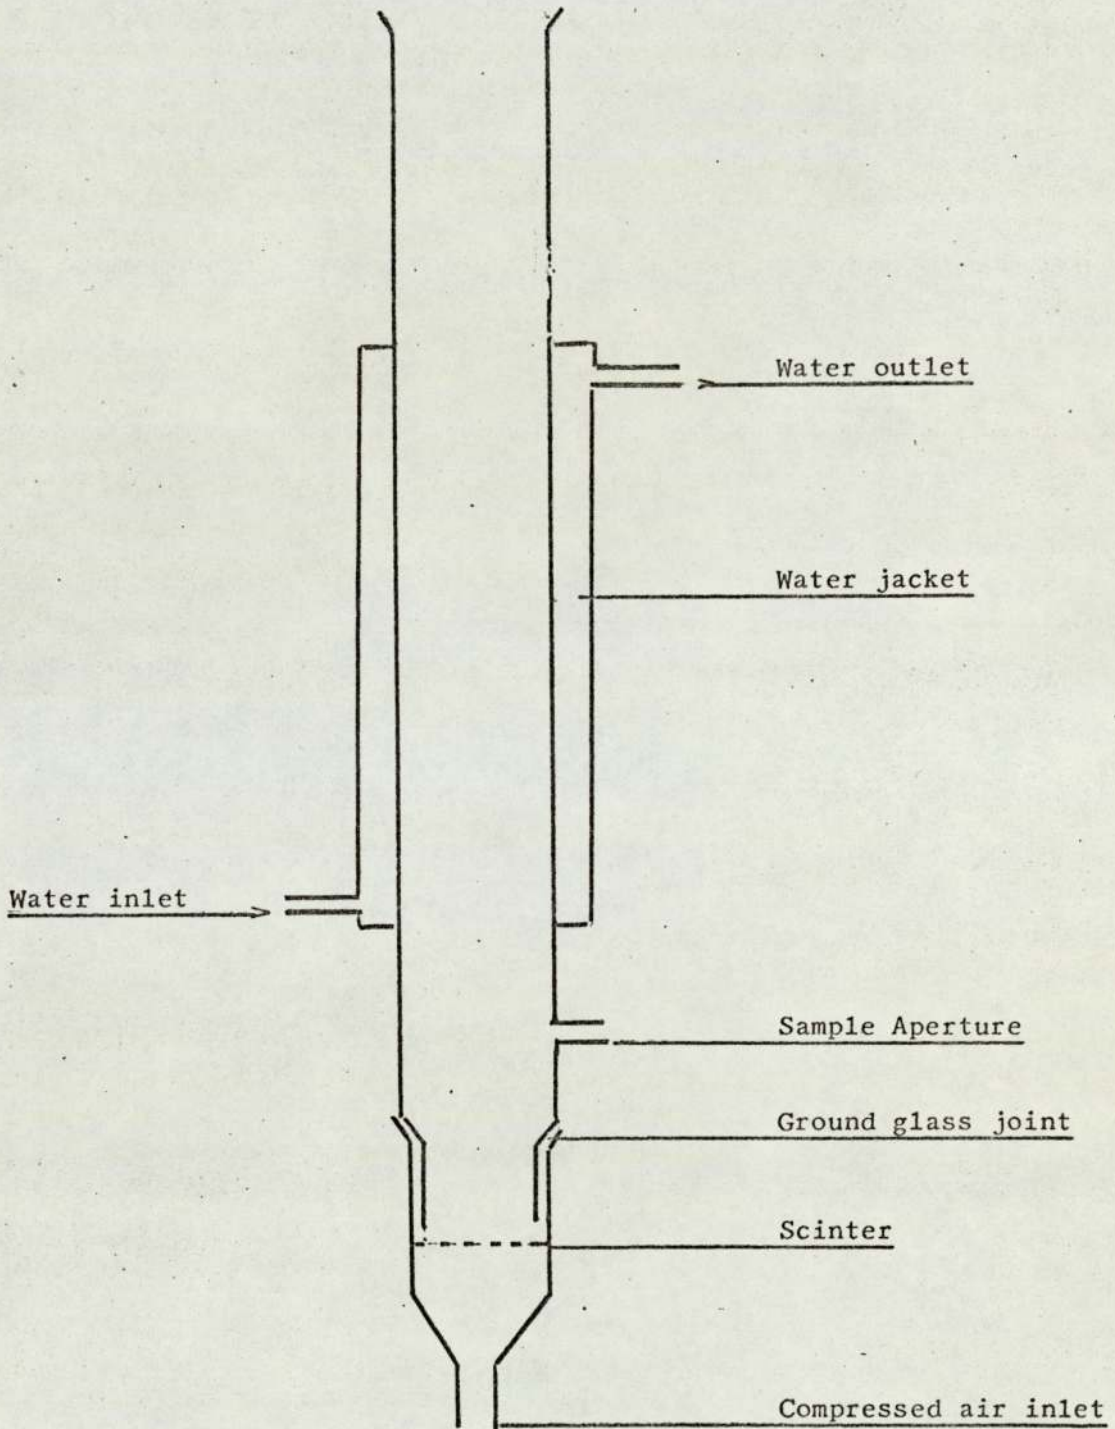 Water outlet
Water jacket
Water inlet
Sample Aperture
Ground glass joint
Scinter
Compressed air inlet